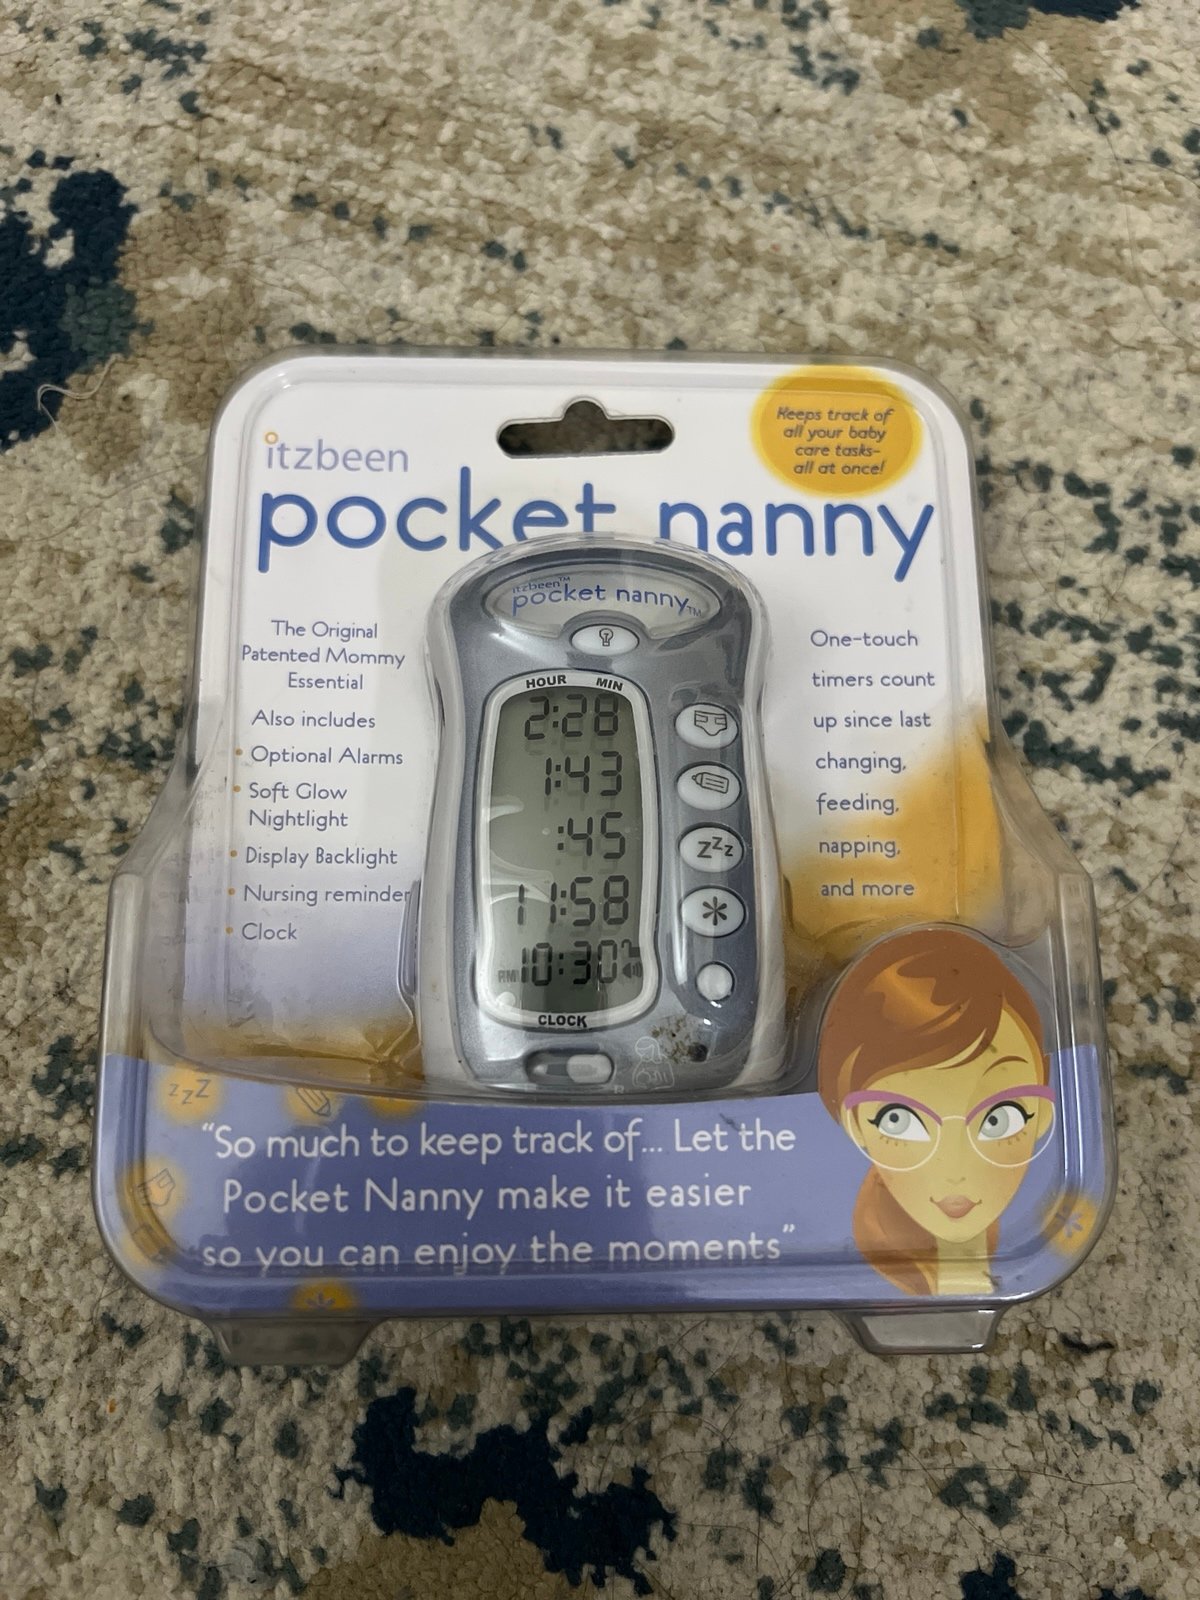 Keeps track of
all your baby
care tasks-
all at once!
itzbeen
pocket nanny
The Original
Patented Mommy
Essential
Also includes
• Optional Alarms
• Soft Glow
Nightlight
• Display Backlight
• Nursing reminder
• Clock
itzbeen™
pocket nanny™
HOUR MIN
2:28
1:43
:45
11:58
10:30
CLOCK
zzz
*
One-touch
timers count
up since last
changing,
feeding,
napping,
and more
zzZ
"So much to keep track of... Let the
Pocket Nanny make it easier
so you can enjoy the moments"